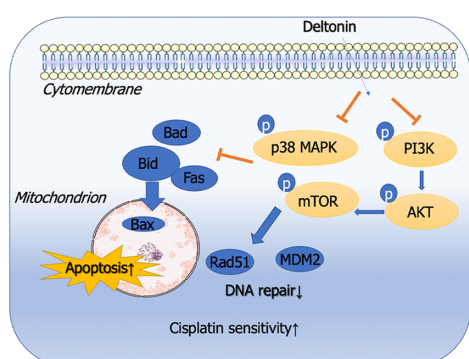 Deltonin
Cytomembrane
p
p38 MAPK
p
PI3K
Bad
Bid
Fas
p
mTOR
p
AKT
Mitochondrion
Bax
Apoptosis↑
Rad51
MDM2
DNA repair↓
Cisplatin sensitivity↑